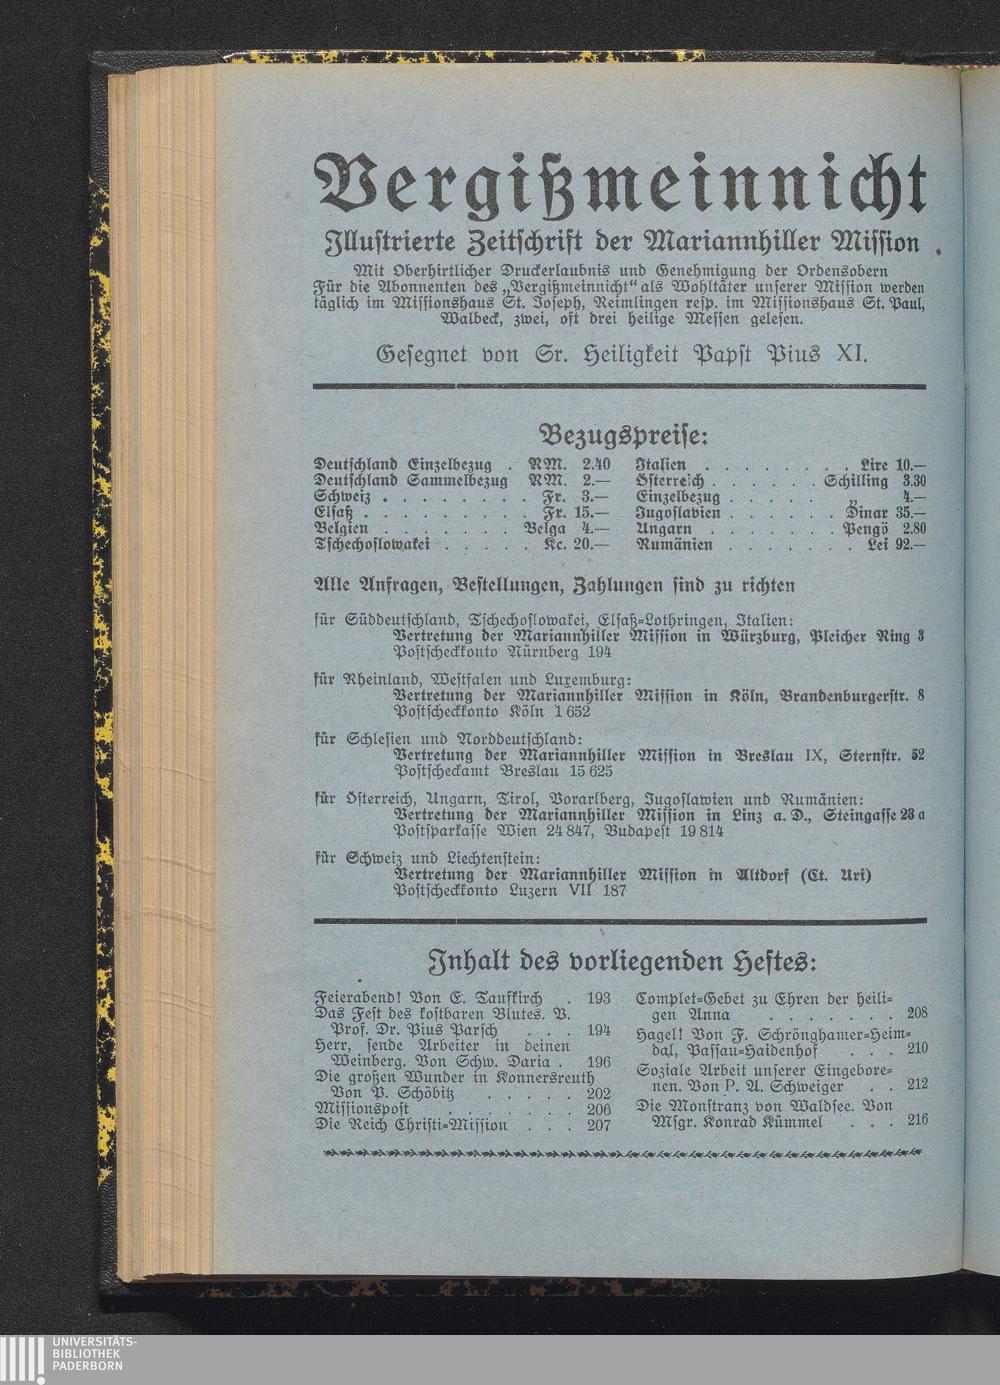 Vergißmeinnicht
Illustrierte Zeitschrift der Mariannhiller Mission
Mit Oberhirtlicher Druckerlaubnis und Genehmigung der Ordensobern
Für die Abonnenten des „Vergißmeinnicht“ als Wohltäter unserer Mission werden
täglich im Missionshaus St. Joseph, Reimlingen resp. im Missionshaus St. Paul,
Walbeck, zwei, oft drei heilige Messen gelesen.
Gesegnet von Sr. Heiligkeit Papst Pius XI.
Bezugspreise:
Deutschland Einzelbezug . RM. 2.40
Deutschland Sammelbezug RM. 2.—
Schweiz . . . . . . . . Fr. 3.—
Elsaß . . . . . . . . . Fr. 15.—
Belgien . . . . . . Belga 4.—
Tschechoslowakei . . . . . Kc. 20.—
Italien . . . . . . . . Lire 10.—
Österreich . . . . . . Schilling 3.30
Einzelbezug . . . . . „ 4.—
Jugoslavien . . . . . . Dinar 35.—
Ungarn . . . . . . . Pengö 2.80
Rumänien . . . . . . . Lei 92.—
Alle Anfragen, Bestellungen, Zahlungen sind zu richten
für Süddeutschland, Tschechoslowakei, Elsaß-Lothringen, Italien:
Vertretung der Mariannhiller Mission in Würzburg, Pleicher Ring 3
Postscheckkonto Nürnberg 194
für Rheinland, Westfalen und Luxemburg:
Vertretung der Mariannhiller Mission in Köln, Brandenburgerstr. 8
Postscheckkonto Köln 1 652
für Schlesien und Norddeutschland:
Vertretung der Mariannhiller Mission in Breslau IX, Sternstr. 52
Postscheckamt Breslau 15 625
für Österreich, Ungarn, Tirol, Vorarlberg, Jugoslawien und Rumänien:
Vertretung der Mariannhiller Mission in Linz a. D., Steingasse 23 a
Postsparkasse Wien 24 847, Budapest 19 814
für Schweiz und Liechtenstein:
Vertretung der Mariannhiller Mission in Altdorf (Ct. Uri)
Postscheckkonto Luzern VII 187
Inhalt des vorliegenden Heftes:
Feierabend! Von E. Taufkirch . 193
Das Fest des kostbaren Blutes. V.
Prof. Dr. Pius Parsch . . . 194
Herr, sende Arbeiter in deinen
Weinberg. Von Schw. Daria . 196
Die großen Wunder in Konnersreuth
Von P. Schöbitz . . . . . 202
Missionspost . . . . . . . 206
Die Reich Christi-Mission . . . 207
Complet-Gebet zu Ehren der heili-
gen Anna . . . . . . . 208
Hagel! Von F. Schrönghamer-Heim-
dal, Passau-Haidenhof . . . 210
Soziale Arbeit unserer Eingebore-
nen. Von P. A. Schweiger . . 212
Die Monstranz von Waldsee. Von
Msgr. Konrad Kümmel . . . 216
UNIVERSITÄTS-
BIBLIOTHEK
PADERBORN